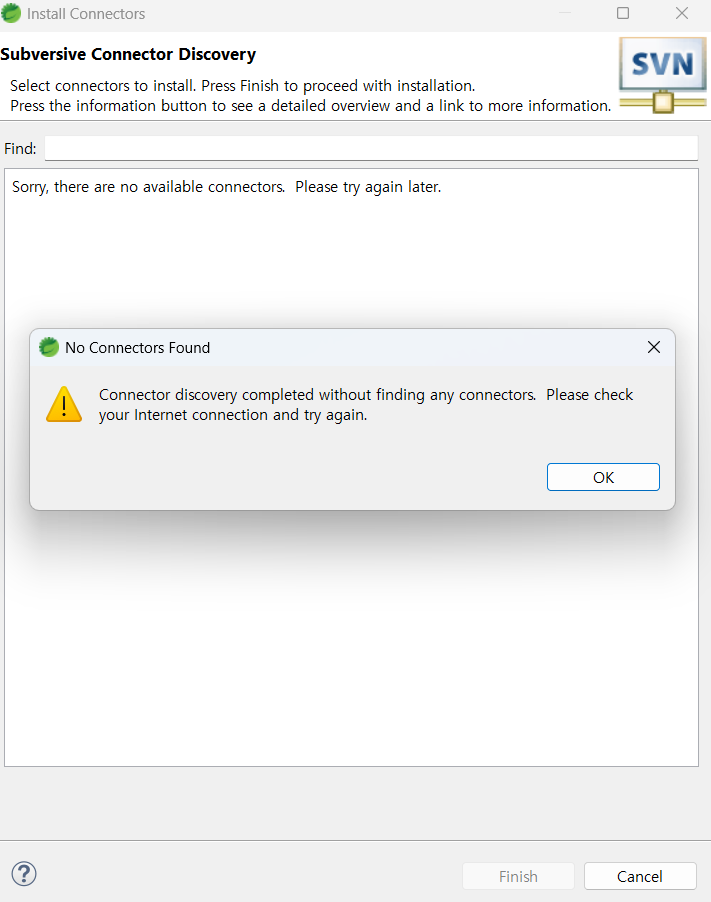 Install Connectors
Subversive Connector Discovery
Select connectors to install. Press Finish to proceed with installation.
Press the information button to see a detailed overview and a link to more information.
SVN
Find:
Sorry, there are no available connectors.  Please try again later.
No Connectors Found
Connector discovery completed without finding any connectors.  Please check
your Internet connection and try again.
OK
?
Finish
Cancel